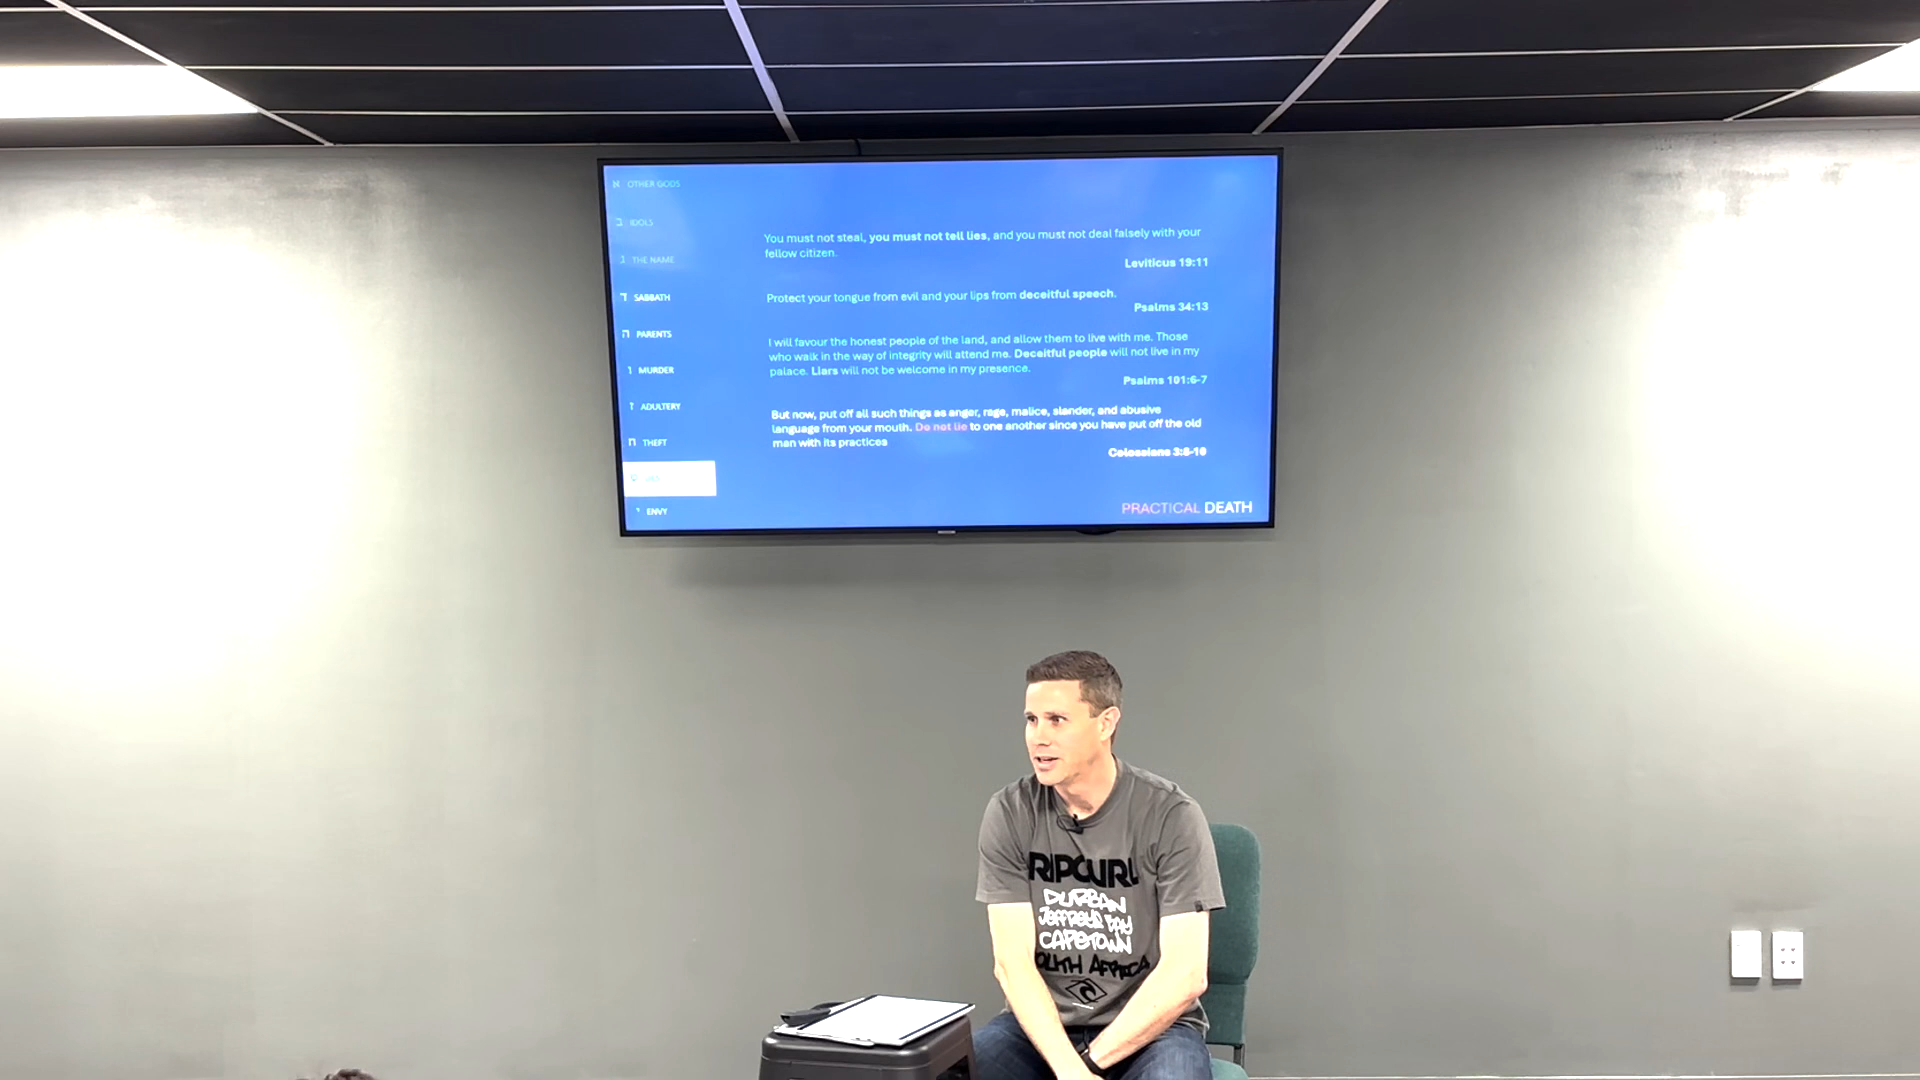 א OTHER GODS
ב IDOLS
ג THE NAME
ד SABBATH
ה PARENTS
ו MURDER
ז ADULTERY
ח THEFT
ט LIES
י ENVY
You must not steal, you must not tell lies, and you must not deal falsely with your
fellow citizen.
Leviticus 19:11
Protect your tongue from evil and your lips from deceitful speech.
Psalms 34:13
I will favour the honest people of the land, and allow them to live with me. Those
who walk in the way of integrity will attend me. Deceitful people will not live in my
palace. Liars will not be welcome in my presence.
Psalms 101:6-7
But now, put off all such things as anger, rage, malice, slander, and abusive
language from your mouth. Do not lie to one another since you have put off the old
man with its practices
Colossians 3:8-10
PRACTICAL DEATH
RIPCURL
DURBAN
JEFFREYS BAY
CAPETOWN
SOUTH AFRICA